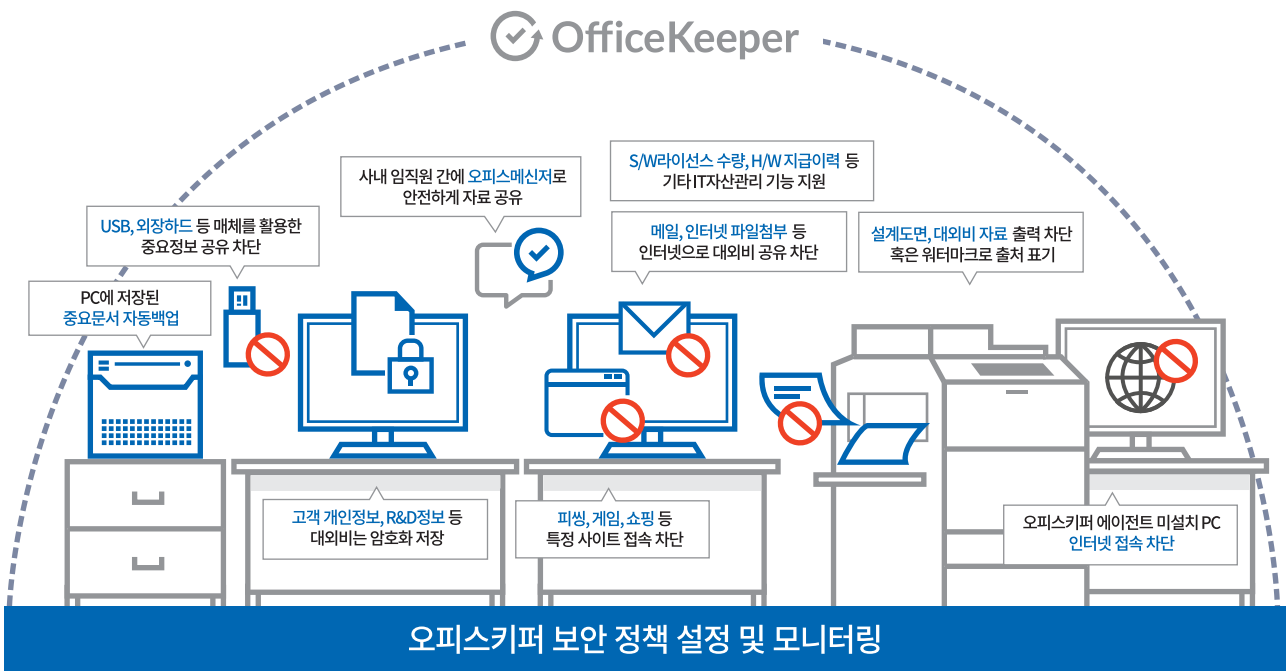 OfficeKeeper
S/W라이선스 수량, H/W 지급이력 등
기타 IT자산관리 기능 지원
사내 임직원 간에 오피스메신저로
안전하게 자료 공유
USB, 외장하드 등 매체를 활용한
중요정보 공유 차단
메일, 인터넷 파일첨부 등
인터넷으로 대외비 공유 차단
설계도면, 대외비 자료 출력 차단
혹은 워터마크로 출처 표기
PC에 저장된
중요문서 자동백업
고객 개인정보, R&D정보 등
대외비는 암호화 저장
피씽, 게임, 쇼핑 등
특정 사이트 접속 차단
오피스키퍼 에이전트 미설치 PC
인터넷 접속 차단
오피스키퍼 보안 정책 설정 및 모니터링